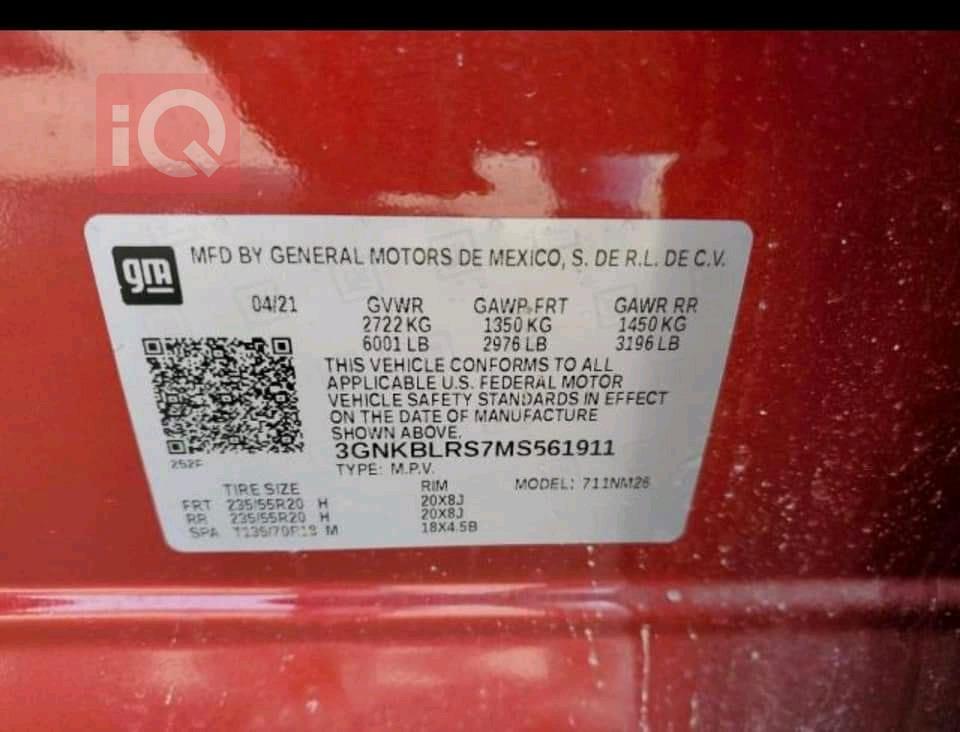 iQ
gm
MFD BY GENERAL MOTORS DE MEXICO, S. DE R.L. DE C.V.
04/21 GVWR GAWR FRT GAWR RR
2722 KG 1350 KG 1450 KG
6001 LB 2976 LB 3196 LB
THIS VEHICLE CONFORMS TO ALL
APPLICABLE U.S. FEDERAL MOTOR
VEHICLE SAFETY STANDARDS IN EFFECT
ON THE DATE OF MANUFACTURE
SHOWN ABOVE.
3GNKBLRS7MS561911
252F
TYPE: M.P.V.
TIRE SIZE RIM MODEL: 711NM26
FRT 235/55R20 H 20X8J
RR 235/55R20 H 20X8J
SPA T135/70R18 M 18X4.5B